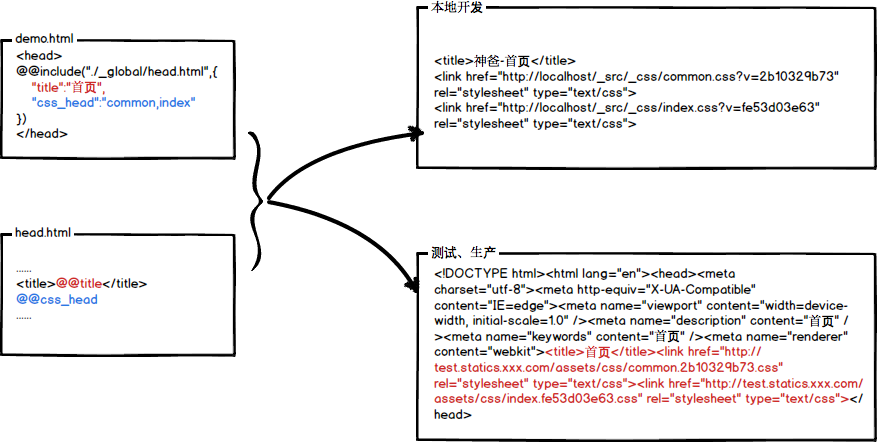 demo.html
<head>
@@include("./_global/head.html",{
"title":"首页",
"css_head":"common,index"
})
</head>
head.html
......
<title>@@title</title>
@@css_head
......
本地开发
<title>神爸-首页</title>
<link href="http://localhost/_src/_css/common.css?v=2b10329b73"
rel="stylesheet" type="text/css">
<link href="http://localhost/_src/_css/index.css?v=fe53d03e63"
rel="stylesheet" type="text/css">
测试、生产
<!DOCTYPE html><html lang="en"><head><meta
charset="utf-8"><meta http-equiv="X-UA-Compatible"
content="IE=edge"><meta name="viewport" content="width=device-
width, initial-scale=1.0" /><meta name="description" content="首页" /
><meta name="keywords" content="首页" /><meta name="renderer"
content="webkit"><title>首页</title><link href="http://
test.statics.xxx.com/assets/css/common.2b10329b73.css"
rel="stylesheet" type="text/css"><link href="http://test.statics.xxx.com/
assets/css/index.fe53d03e63.css" rel="stylesheet" type="text/css"></
head>